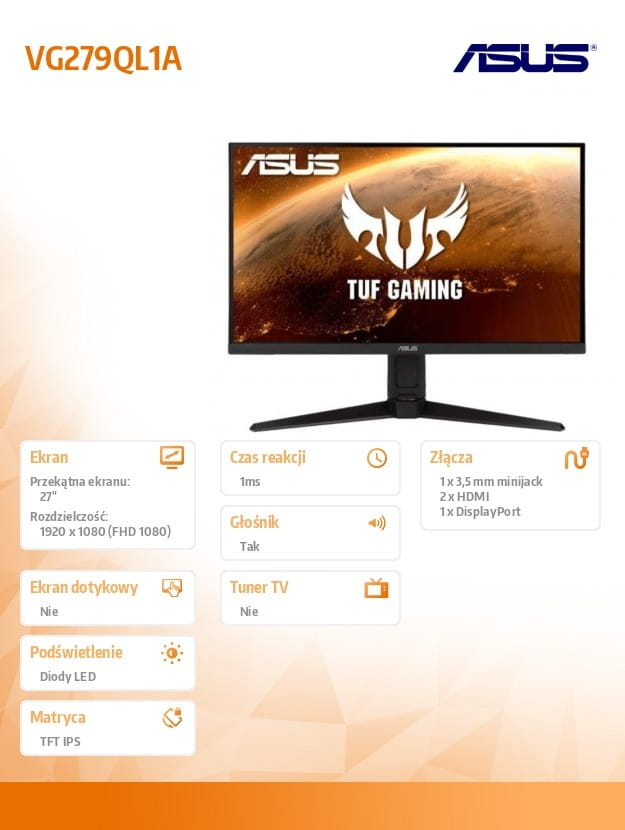 VG279QL1A
ASUS®
ASUS
TUF GAMING
ASUS
Ekran
Przekątna ekranu:
27"
Rozdzielczość:
1920 x 1080 (FHD 1080)
Czas reakcji
1ms
Głośnik
Tak
Złącza
1 x 3,5 mm minijack
2 x HDMI
1 x DisplayPort
Ekran dotykowy
Nie
Tuner TV
Nie
Podświetlenie
Diody LED
Matryca
TFT IPS